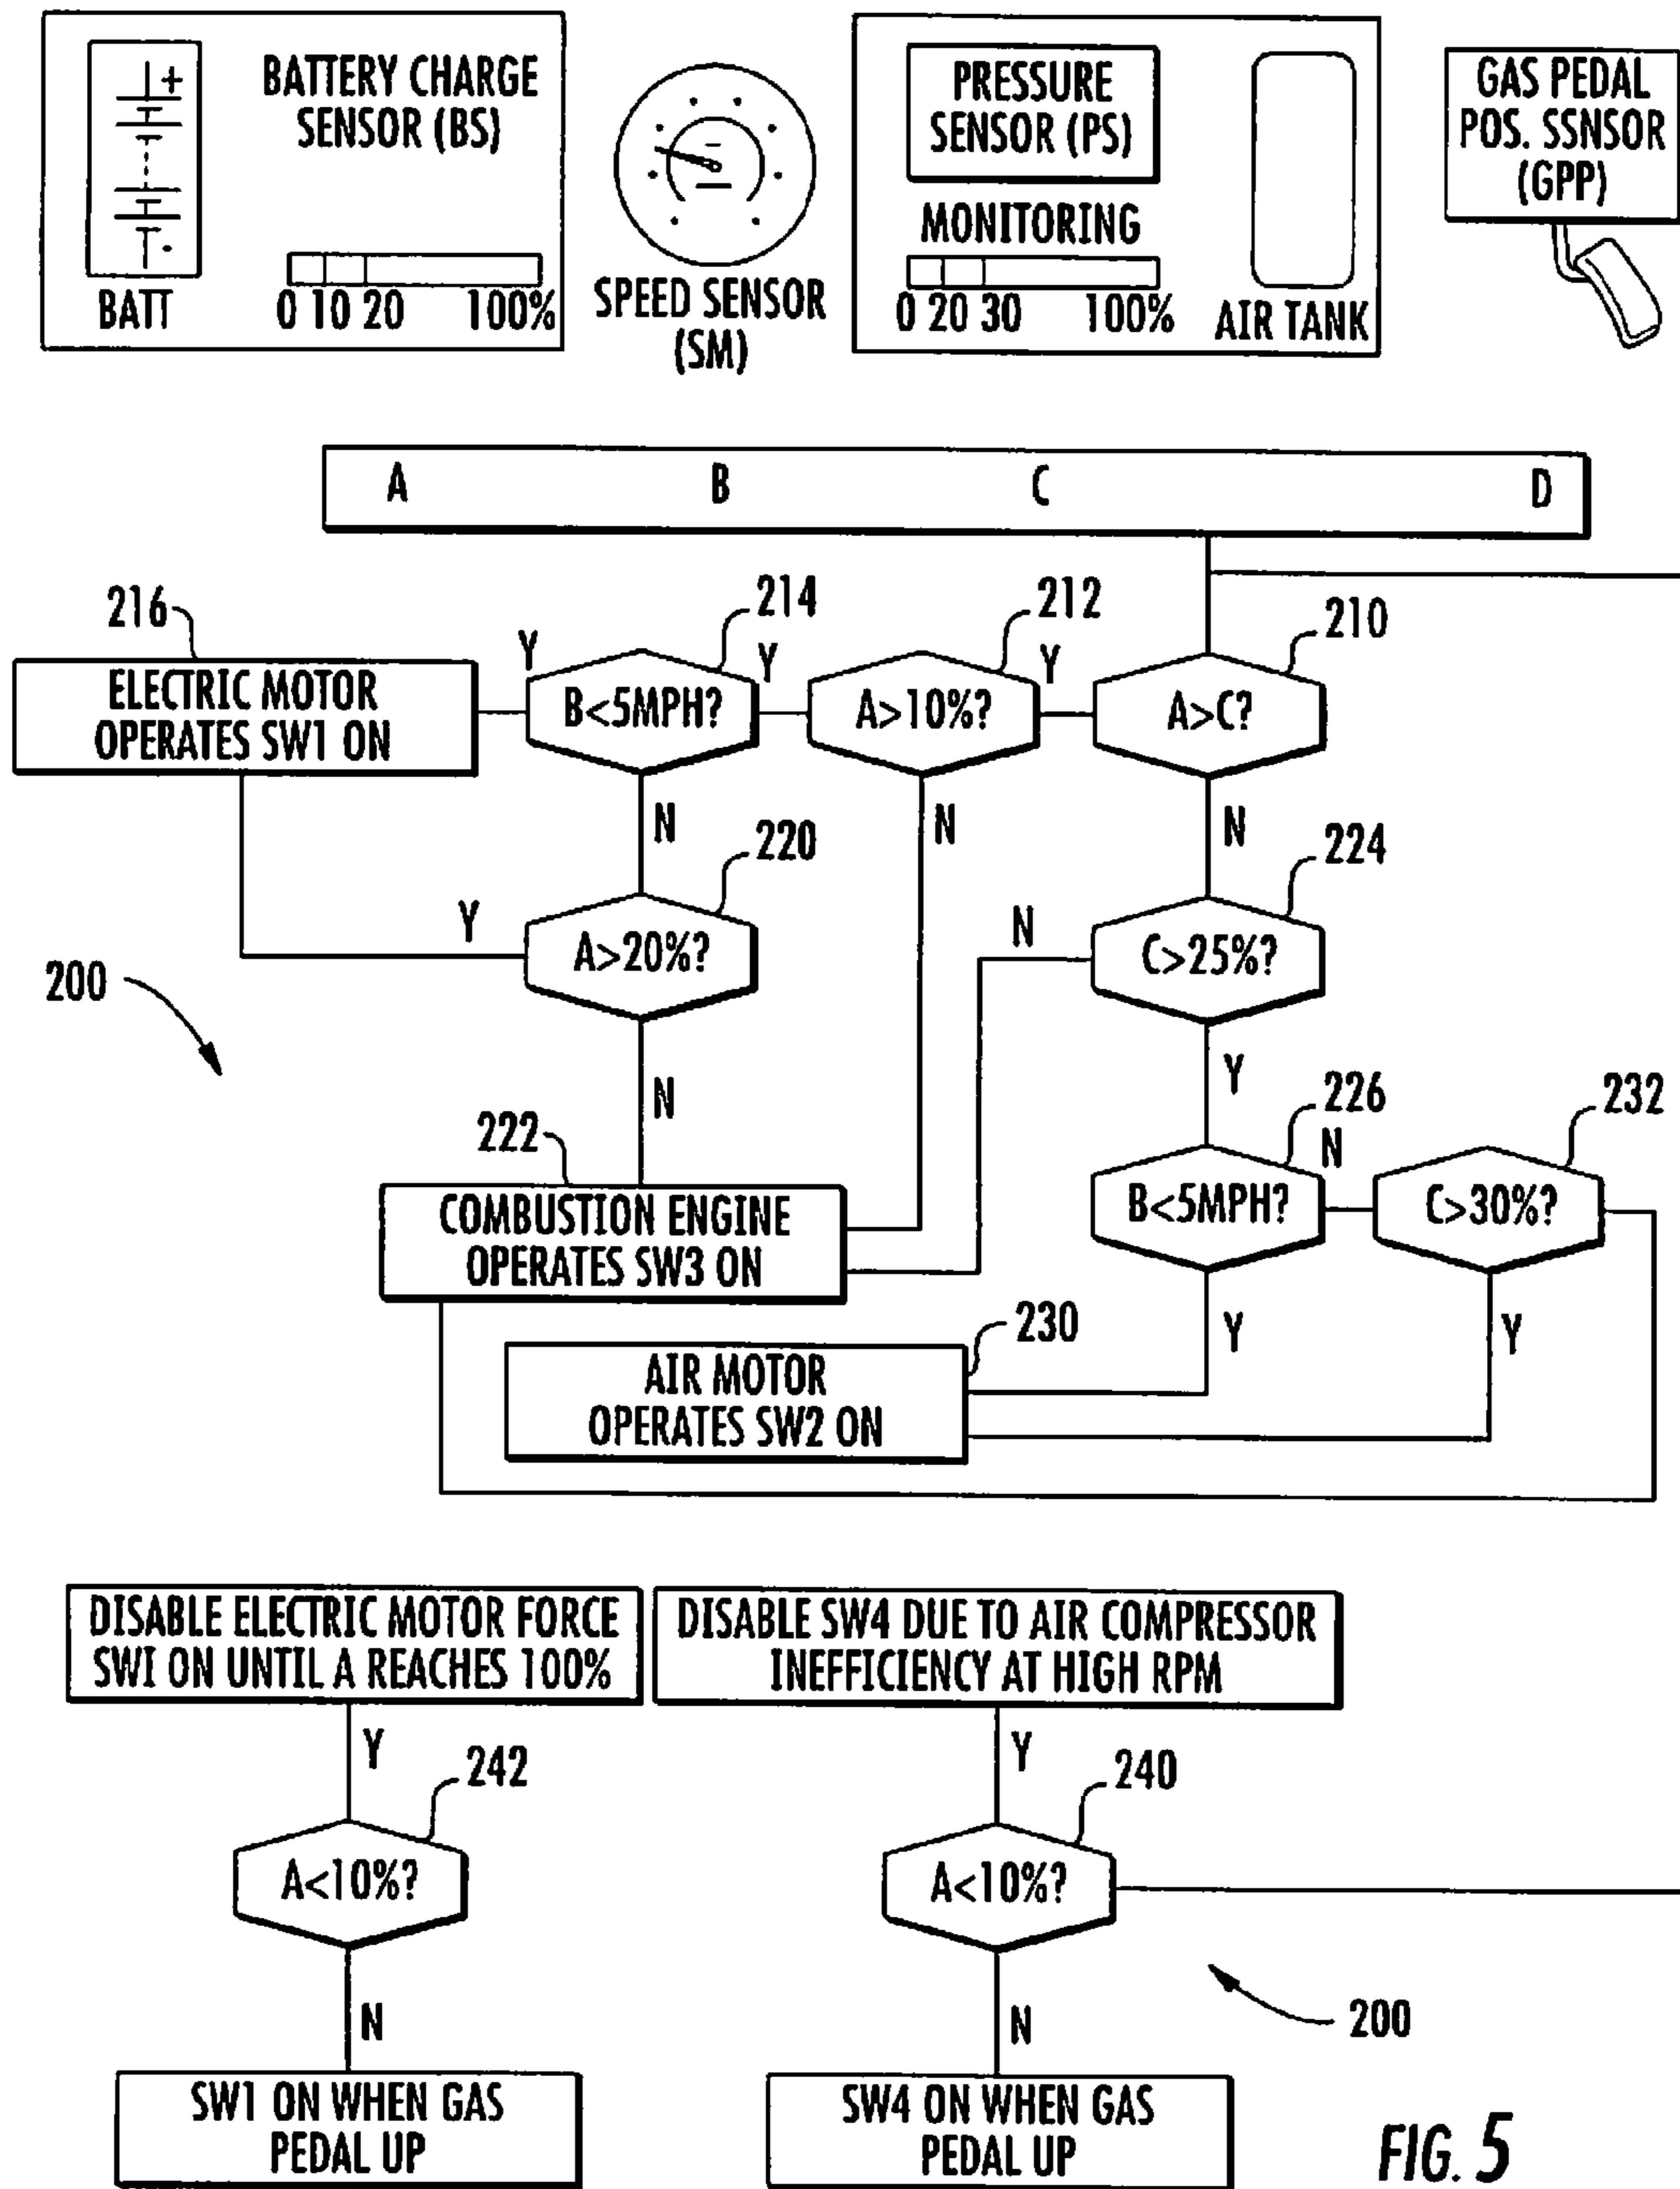 BATTERY CHARGE
SENSOR (BS)
+
-
BATT
0 10 20 100%
SPEED SENSOR
(SM)
PRESSURE
SENSOR (PS)
MONITORING
0 20 30 100%
AIR TANK
GAS PEDAL
POS. SSNSOR
(GPP)
A B C D
216
214
212
210
ELECTRIC MOTOR
OPERATES SW1 ON
Y
B<5MPH?
Y
A>10%?
Y
A>C?
N
N
N
220
224
Y
A>20%?
N
C>25%?
200
N
Y
222
226
232
COMBUSTION ENGINE
OPERATES SW3 ON
B<5MPH?
N
C>30%?
230
Y
Y
AIR MOTOR
OPERATES SW2 ON
DISABLE ELECTRIC MOTOR FORCE
SWI ON UNTIL A REACHES 100%
DISABLE SW4 DUE TO AIR COMPRESSOR
INEFFICIENCY AT HIGH RPM
Y
242
Y
240
A<10%?
A<10%?
N
N
200
SW1 ON WHEN GAS
PEDAL UP
SW4 ON WHEN GAS
PEDAL UP
FIG. 5